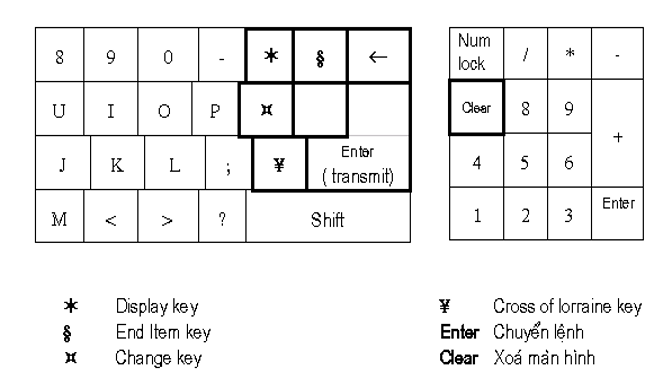 8 9 0 - * § ←
U I O P ¤
J K L ; ¥ Enter
( transmit)
M < > ? Shift
Num
lock / * -
Clear 8 9 +
4 5 6
1 2 3 Enter
* Display key
§ End Item key
¤ Change key
¥ Cross of lorraine key
Enter Chuyển lệnh
Clear Xoá màn hình